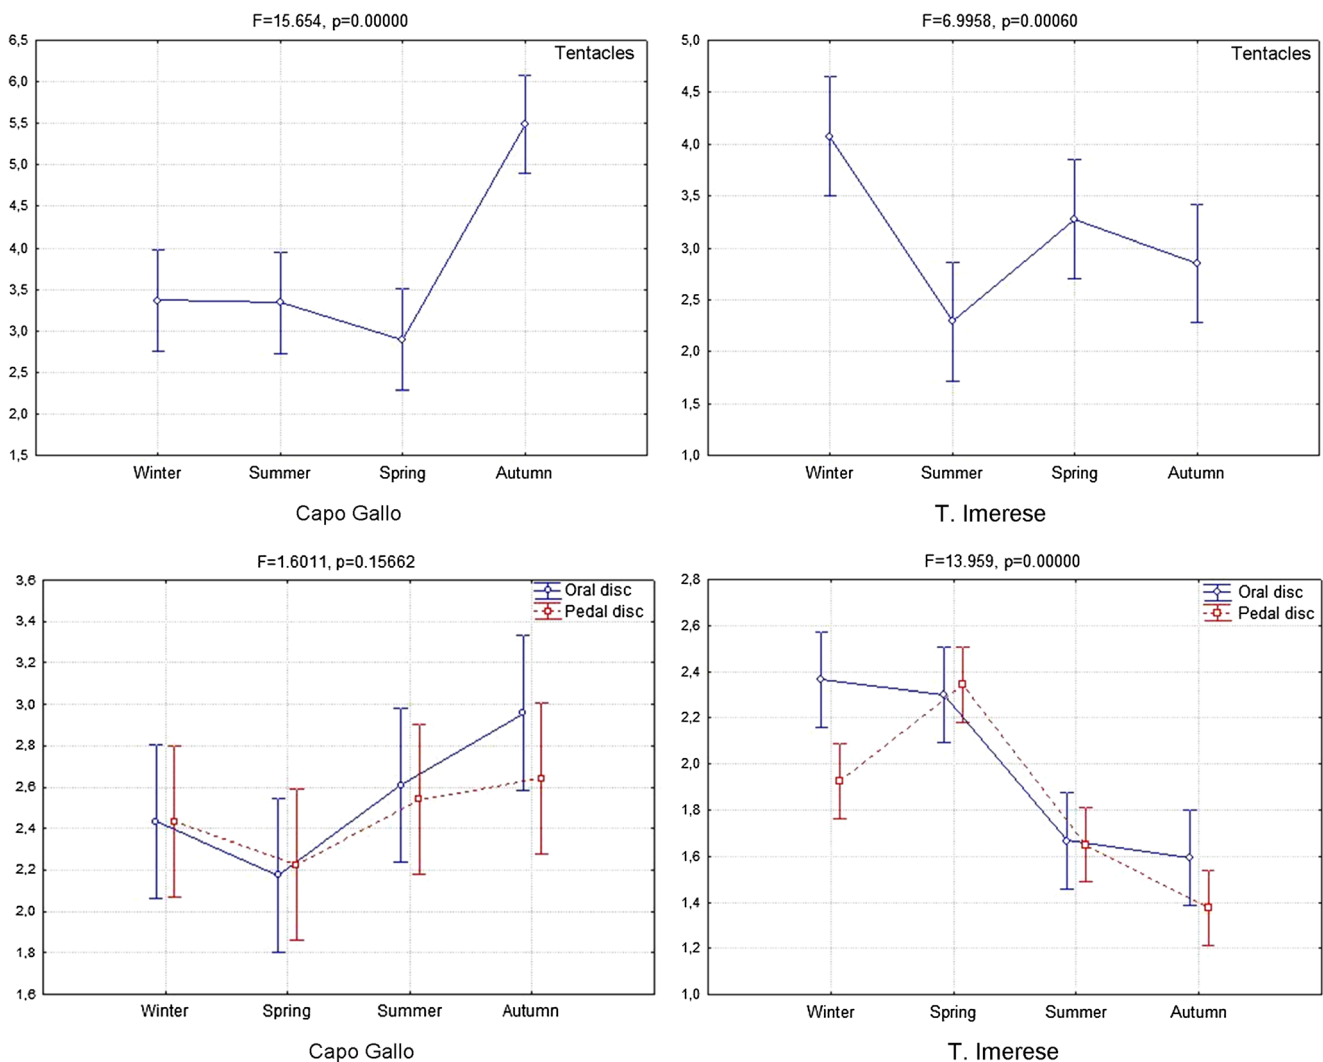 F=15.654, p=0.00000
Tentacles
6,5
6,0
5,5
5,0
4,5
4,0
3,5
3,0
2,5
2,0
1,5
Winter Summer Spring Autumn
Capo Gallo
F=6.9958, p=0.00060
Tentacles
5,0
4,5
4,0
3,5
3,0
2,5
2,0
1,5
1,0
Winter Summer Spring Autumn
T. Imerese
F=1.6011, p=0.15662
Oral disc
Pedal disc
3,6
3,4
3,2
3,0
2,8
2,6
2,4
2,2
2,0
1,8
1,6
Winter Spring Summer Autumn
Capo Gallo
F=13.959, p=0.00000
Oral disc
Pedal disc
2,8
2,6
2,4
2,2
2,0
1,8
1,6
1,4
1,2
1,0
Winter Spring Summer Autumn
T. Imerese